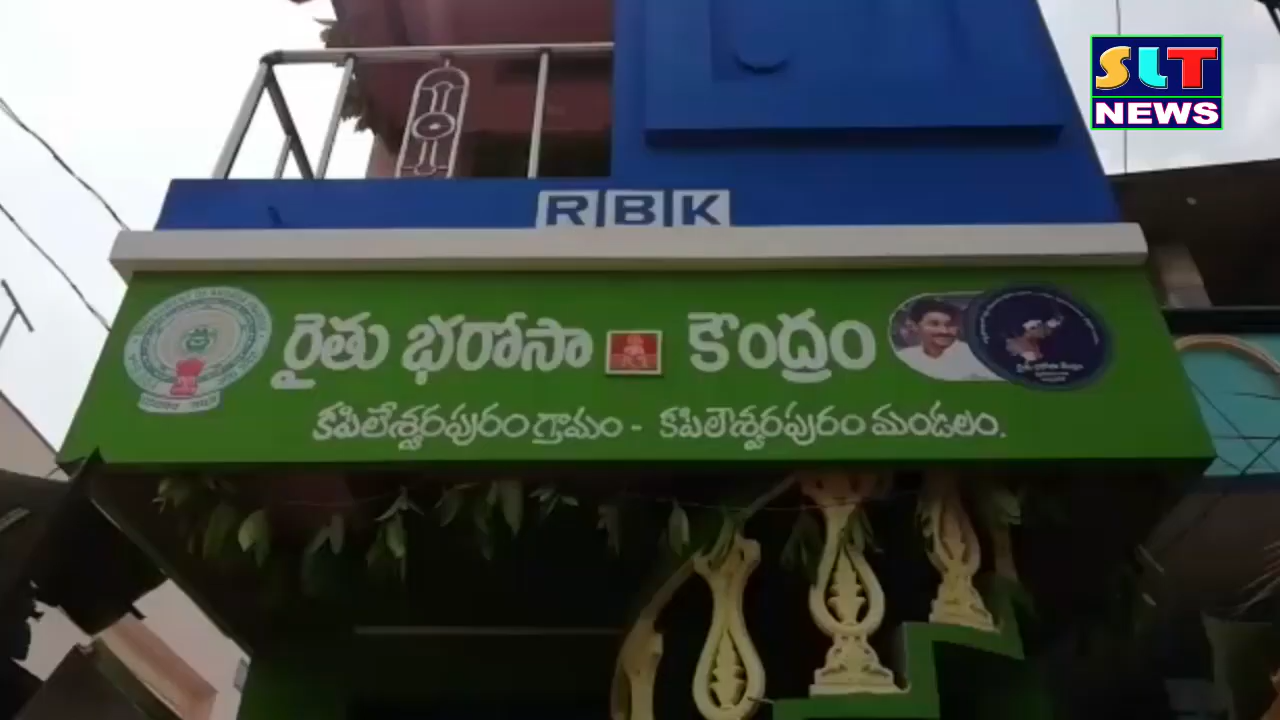 SLT
NEWS
RBK
రైతు భరోసా కేంద్రం
కపిలేశ్వరపురం గ్రామం - కపిలేశ్వరపురం మండలం.